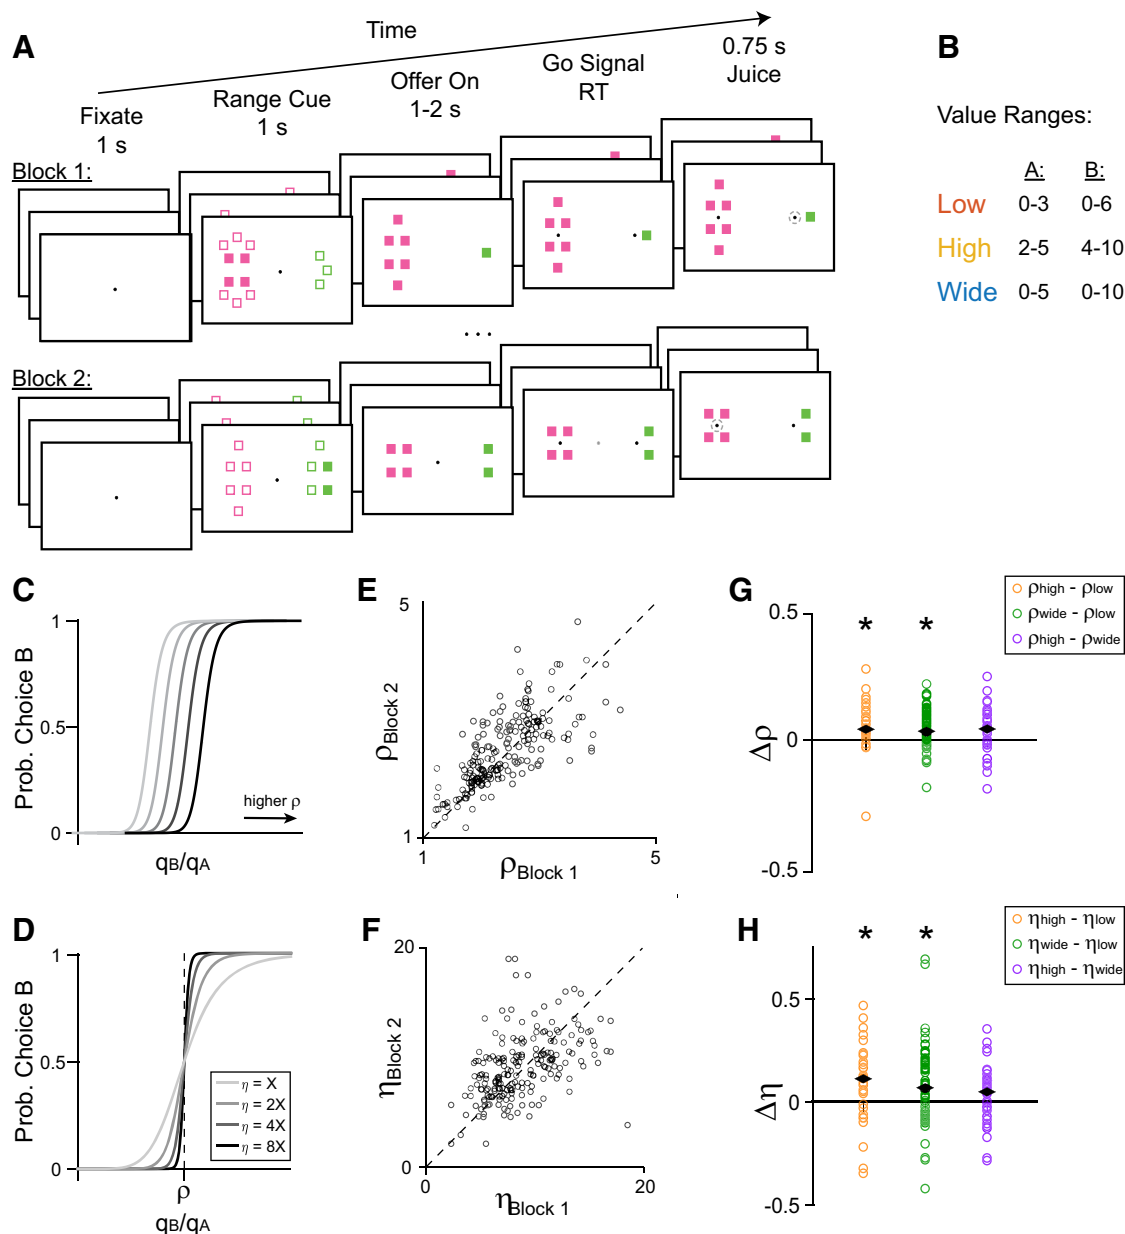 A
Time
Fixate
1 s
Range Cue
1 s
Offer On
1-2 s
Go Signal
RT
0.75 s
Juice
Block 1:
...
Block 2:
B
Value Ranges:
A: B:
Low 0-3 0-6
High 2-5 4-10
Wide 0-5 0-10
C
Prob. Choice B
1
0.5
0
higher ρ
qB/qA
D
Prob. Choice B
1
0.5
0
η = X
η = 2X
η = 4X
η = 8X
ρ
qB/qA
E
5
ρBlock 2
1
1
5
ρBlock 1
F
20
ηBlock 2
0
0
20
ηBlock 1
G
ρhigh - ρlow
ρwide - ρlow
ρhigh - ρwide
0.5
* *
Δρ
0
-0.5
H
ηhigh - ηlow
ηwide - ηlow
ηhigh - ηwide
* *
0.5
Δη
0
-0.5